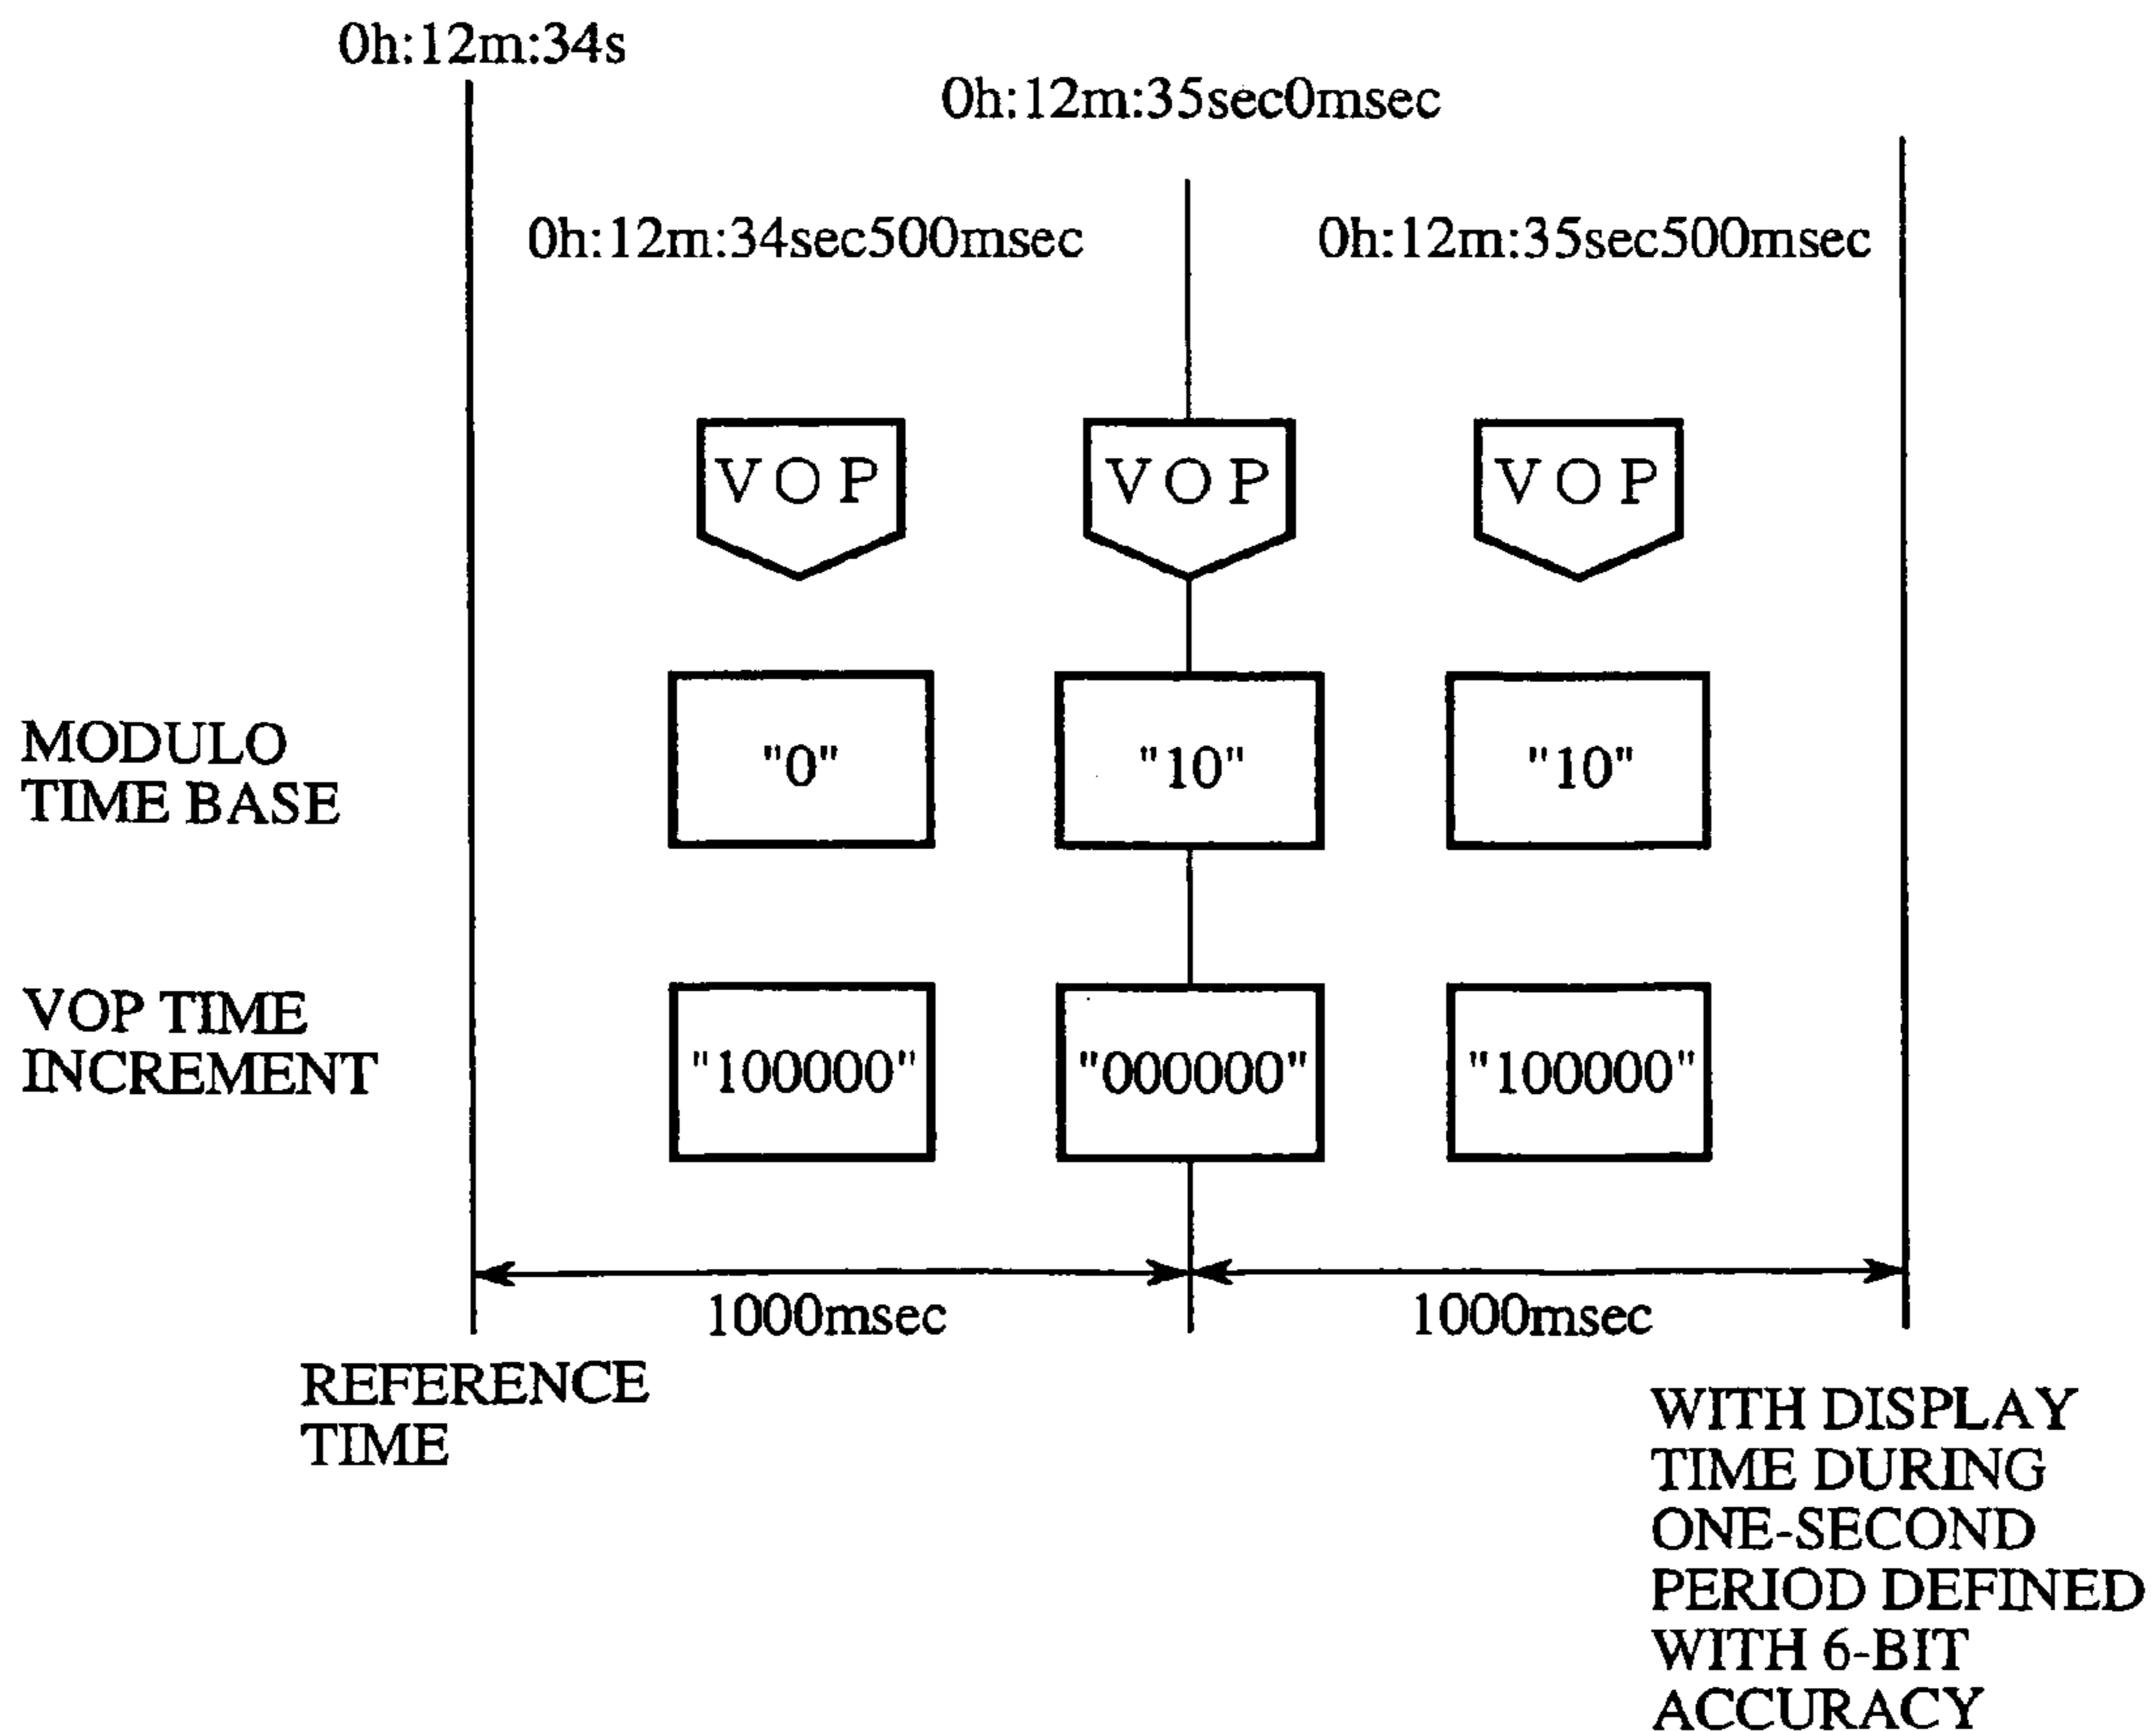 0h:12m:34s
0h:12m:35sec0msec
0h:12m:34sec500msec
0h:12m:35sec500msec
VOP
VOP
VOP
MODULO
TIME BASE
"0"
"10"
"10"
VOP TIME
INCREMENT
"100000"
"000000"
"100000"
1000msec
1000msec
REFERENCE
TIME
WITH DISPLAY
TIME DURING
ONE-SECOND
PERIOD DEFINED
WITH 6-BIT
ACCURACY